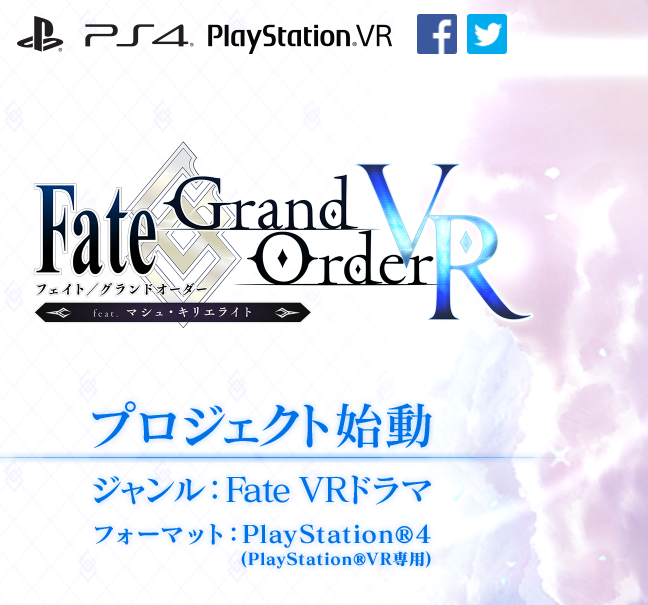 PS4® PlayStation®VR
Fate Grand Order VR
フェイト/グランドオーダー
feat. マシュ・キリエライト
プロジェクト始動
ジャンル:Fate VRドラマ
フォーマット:PlayStation®4
(PlayStation®VR専用)